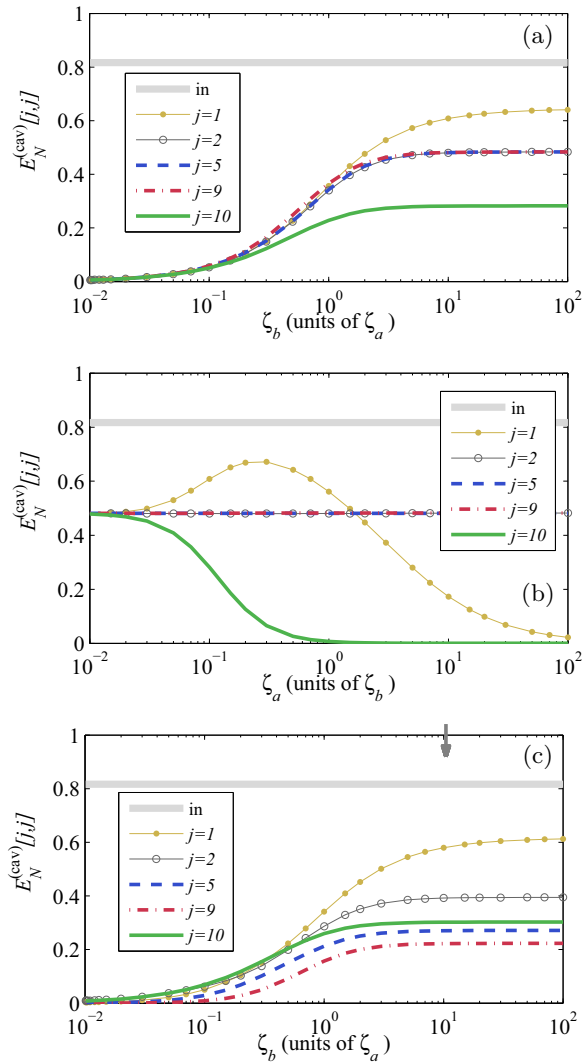 (a)
1
0.8
0.6
0.4
0.2
0
E_N^(cav)[j,j]
in
j=1
j=2
j=5
j=9
j=10
10^−2 10^−1 10^0 10^1 10^2
ζ_b (units of ζ_a )
1
0.8
0.6
0.4
0.2
0
E_N^(cav)[j,j]
in
j=1
j=2
j=5
j=9
j=10
(b)
10^−2 10^−1 10^0 10^1 10^2
ζ_a (units of ζ_b )
(c)
1
0.8
0.6
0.4
0.2
0
E_N^(cav)[j,j]
in
j=1
j=2
j=5
j=9
j=10
10^−2 10^−1 10^0 10^1 10^2
ζ_b (units of ζ_a )